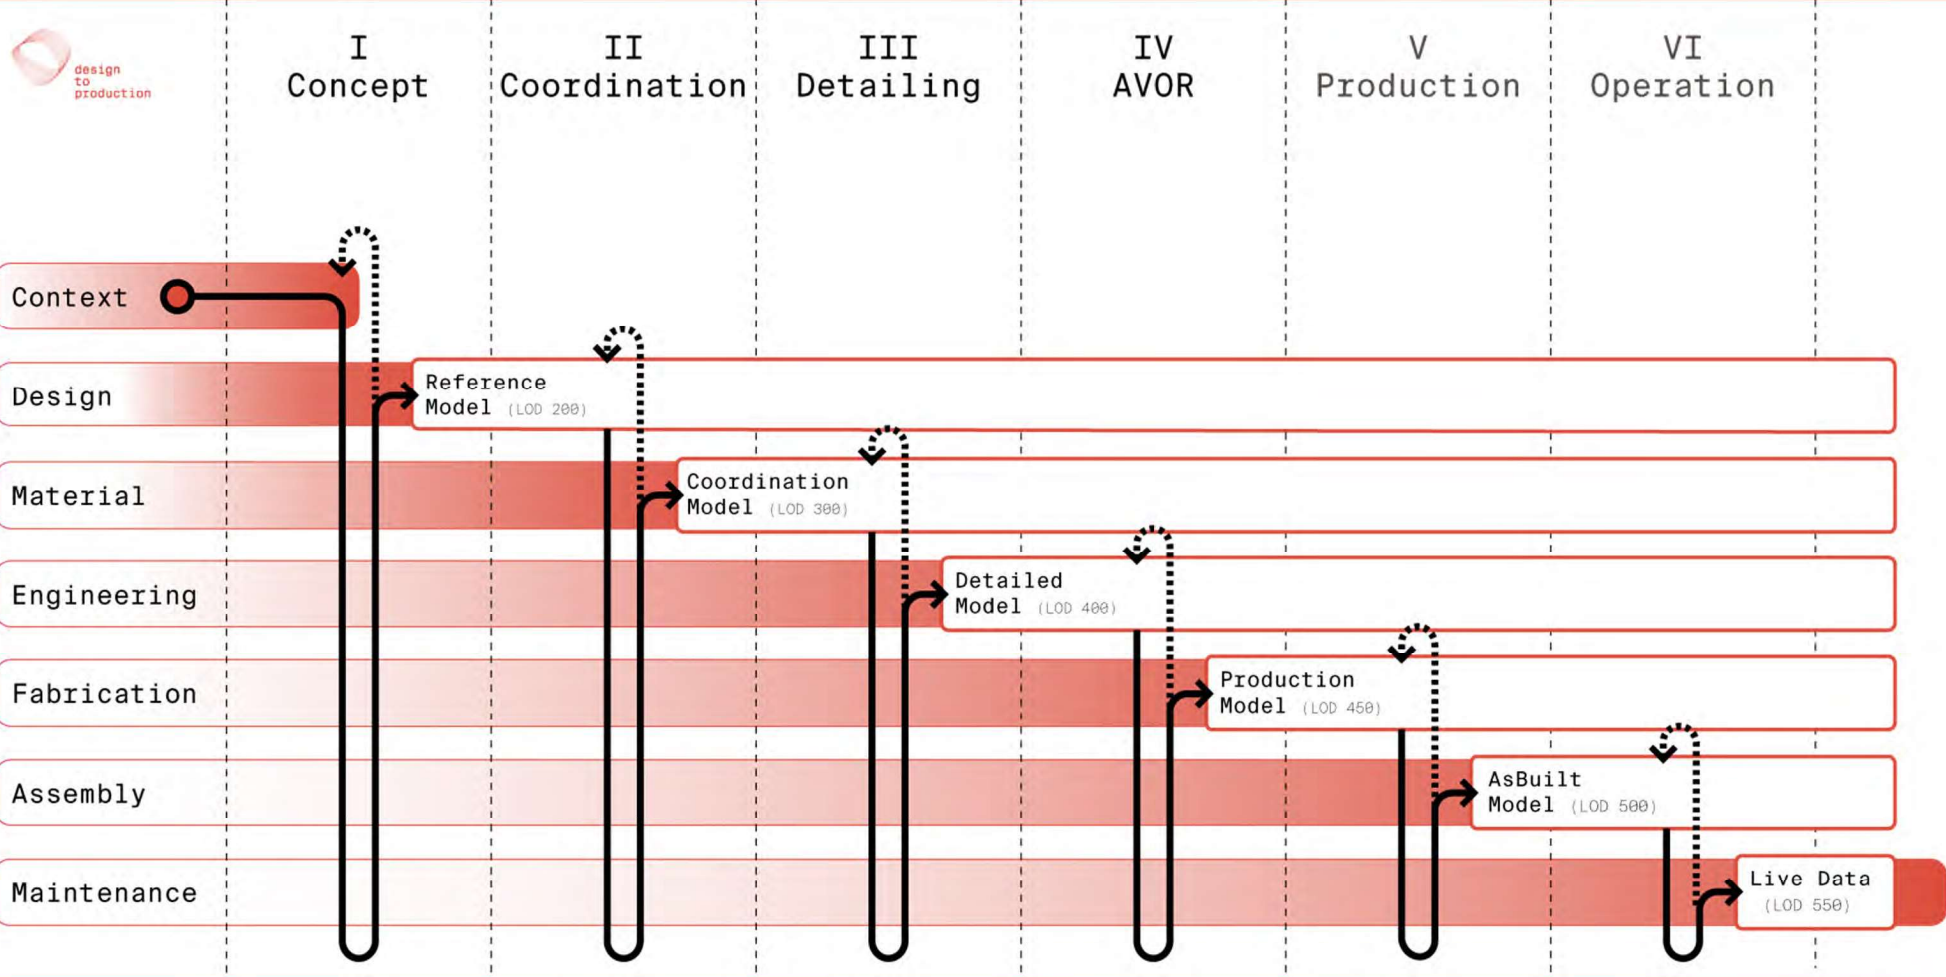 design
to
production
I
Concept
II
Coordination
III
Detailing
IV
AVOR
V
Production
VI
Operation
Context
Design
Reference
Model (LOD 200)
Material
Coordination
Model (LOD 300)
Engineering
Detailed
Model (LOD 400)
Fabrication
Production
Model (LOD 450)
Assembly
AsBuilt
Model (LOD 500)
Maintenance
Live Data
(LOD 550)